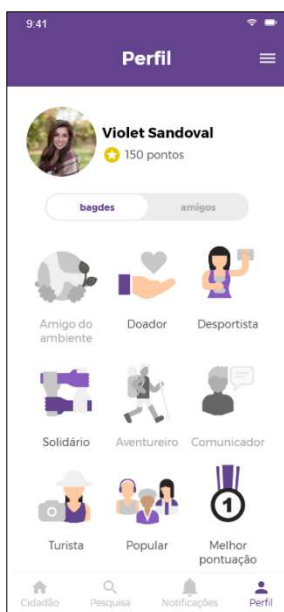 9:41
Perfil
Violet Sandoval
150 pontos
bagdes amigos
Amigo do
ambiente
Doador
Desportista
Solidário
Aventureiro
Comunicador
Turista
Popular
1
Melhor
pontuação
Cidadão Pesquisa Notificações Perfil